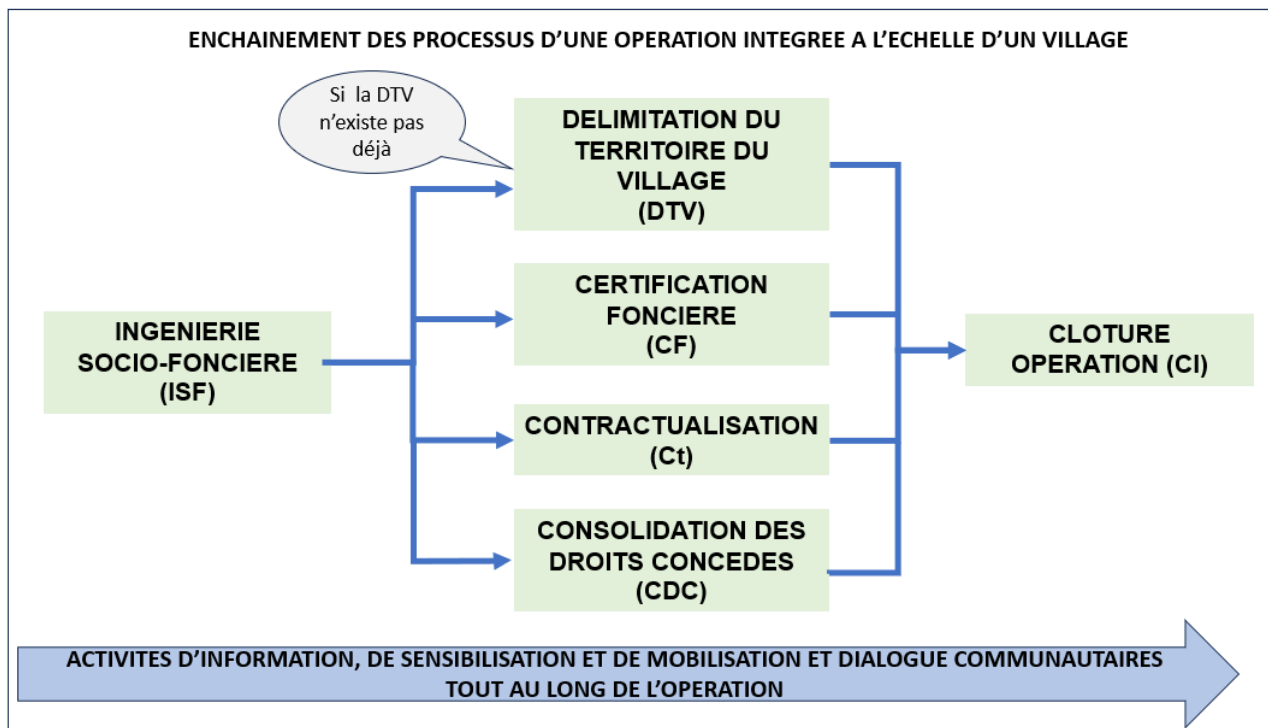 ENCHAINEMENT DES PROCESSUS D’UNE OPERATION INTEGREE A L’ECHELLE D’UN VILLAGE
Si la DTV
n’existe pas
déjà
DELIMITATION DU
TERRITOIRE DU
VILLAGE
(DTV)
CERTIFICATION
FONCIERE
(CF)
INGENIERIE
SOCIO-FONCIERE
(ISF)
CLOTURE
OPERATION (Cl)
CONTRACTUALISATION
(Ct)
CONSOLIDATION DES
DROITS CONCEDES
(CDC)
ACTIVITES D’INFORMATION, DE SENSIBILISATION ET DE MOBILISATION ET DIALOGUE COMMUNAUTAIRES
TOUT AU LONG DE L’OPERATION